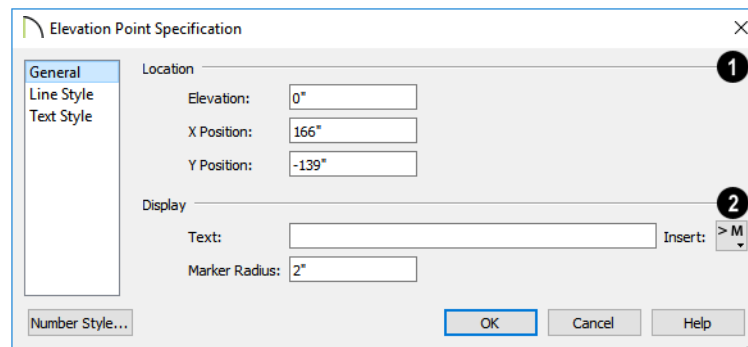 Elevation Point Specification
General
Line Style
Text Style
Location
1
Elevation: 0"
X Position: 166"
Y Position: -139"
Display
2
Text: Insert: > M
Marker Radius: 2"
Number Style... OK Cancel Help